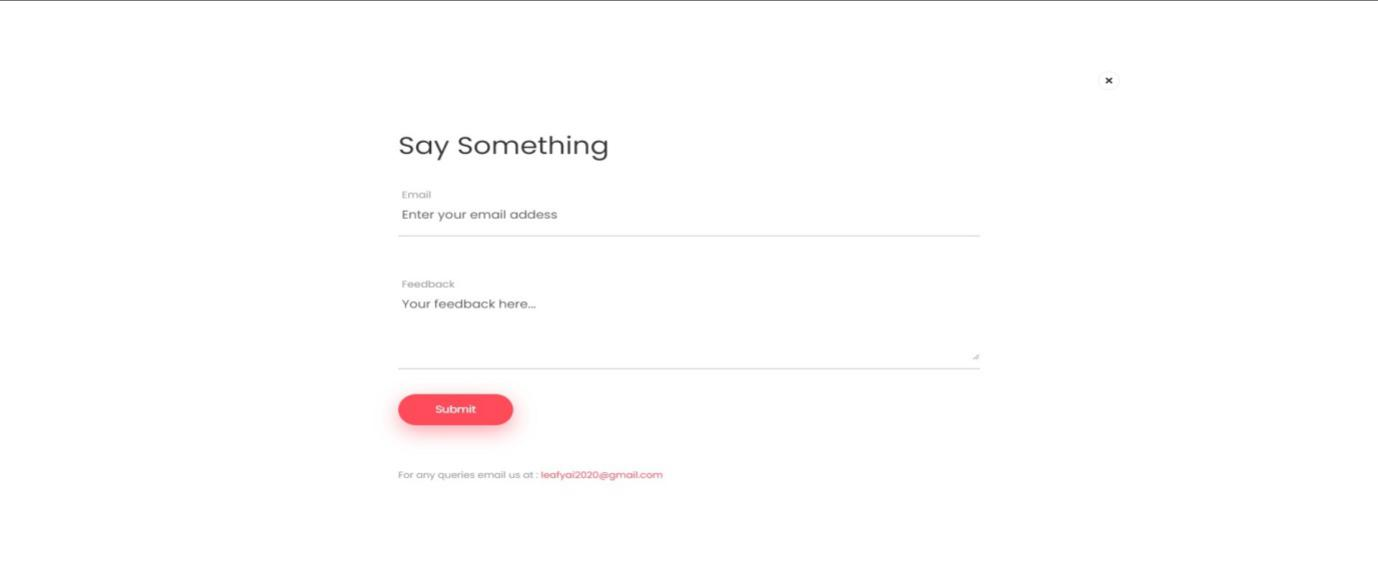 Say Something
Email
Enter your email addess
Feedback
Your feedback here...
Submit
For any queries email us at : leafyai2020@gmail.com